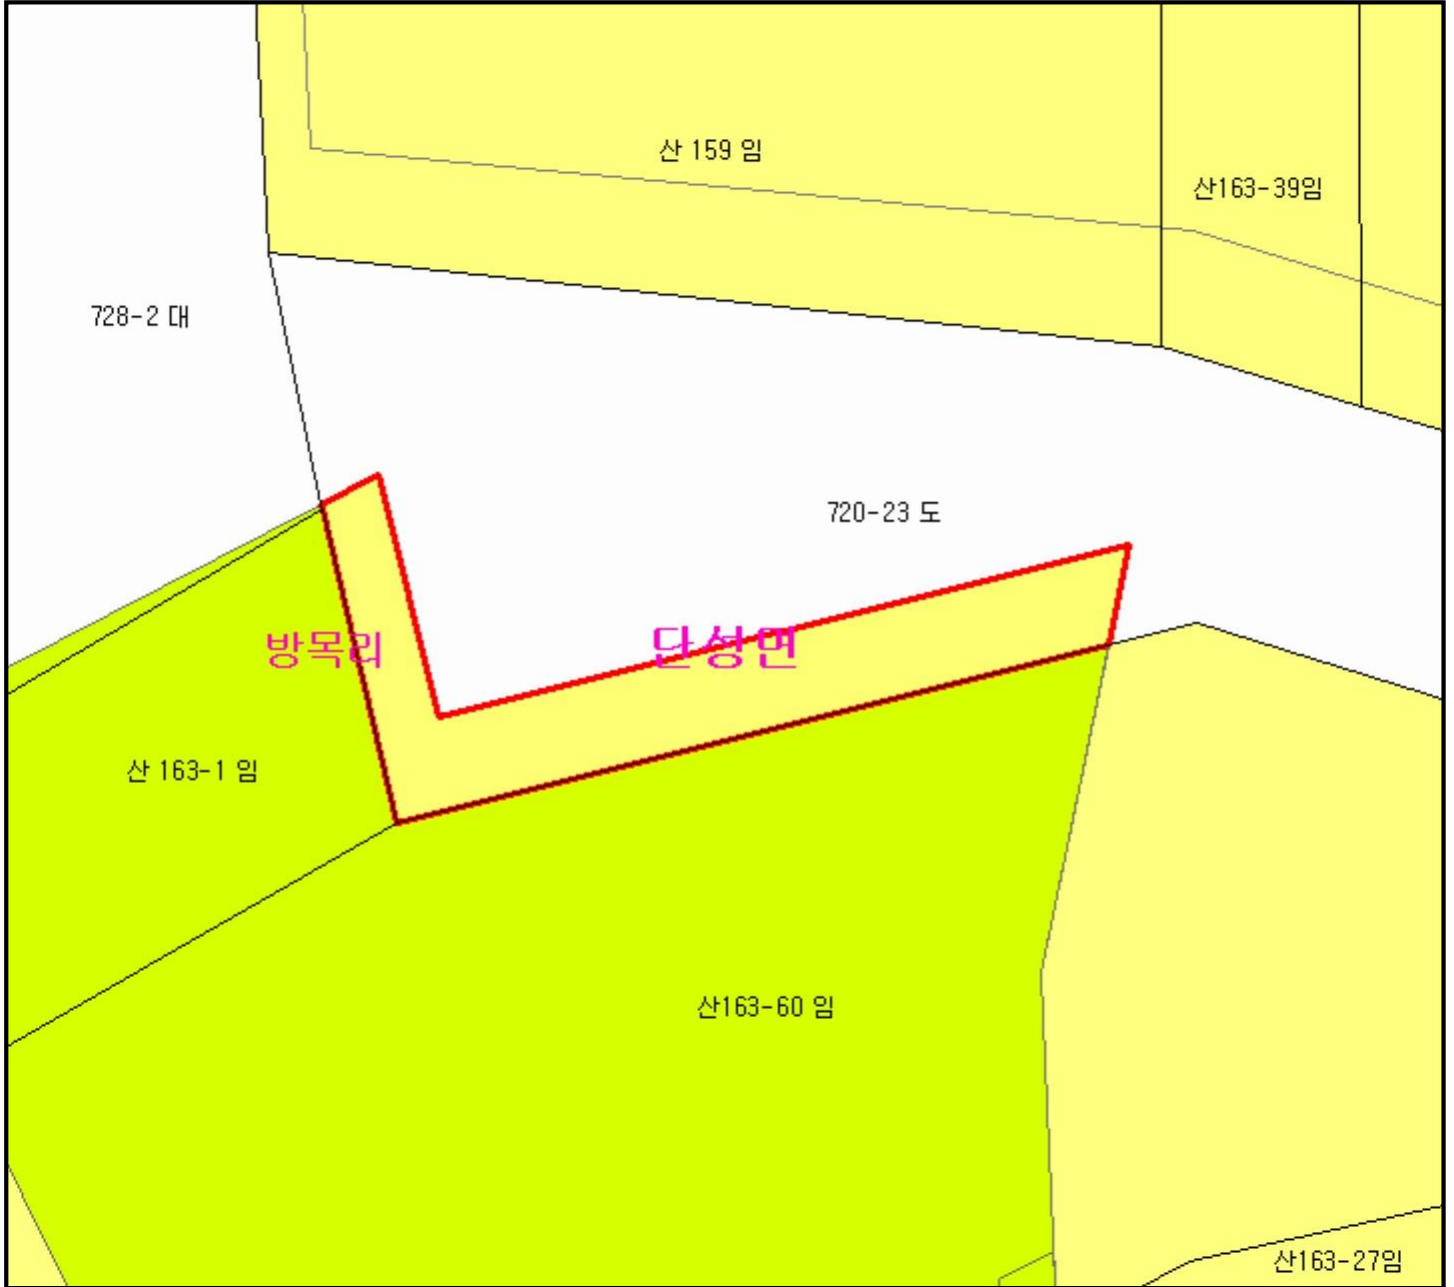 산 159 임
산163-39임
728-2 대
720-23 도
방목리
단성면
산 163-1 임
산163-60 임
산163-27임